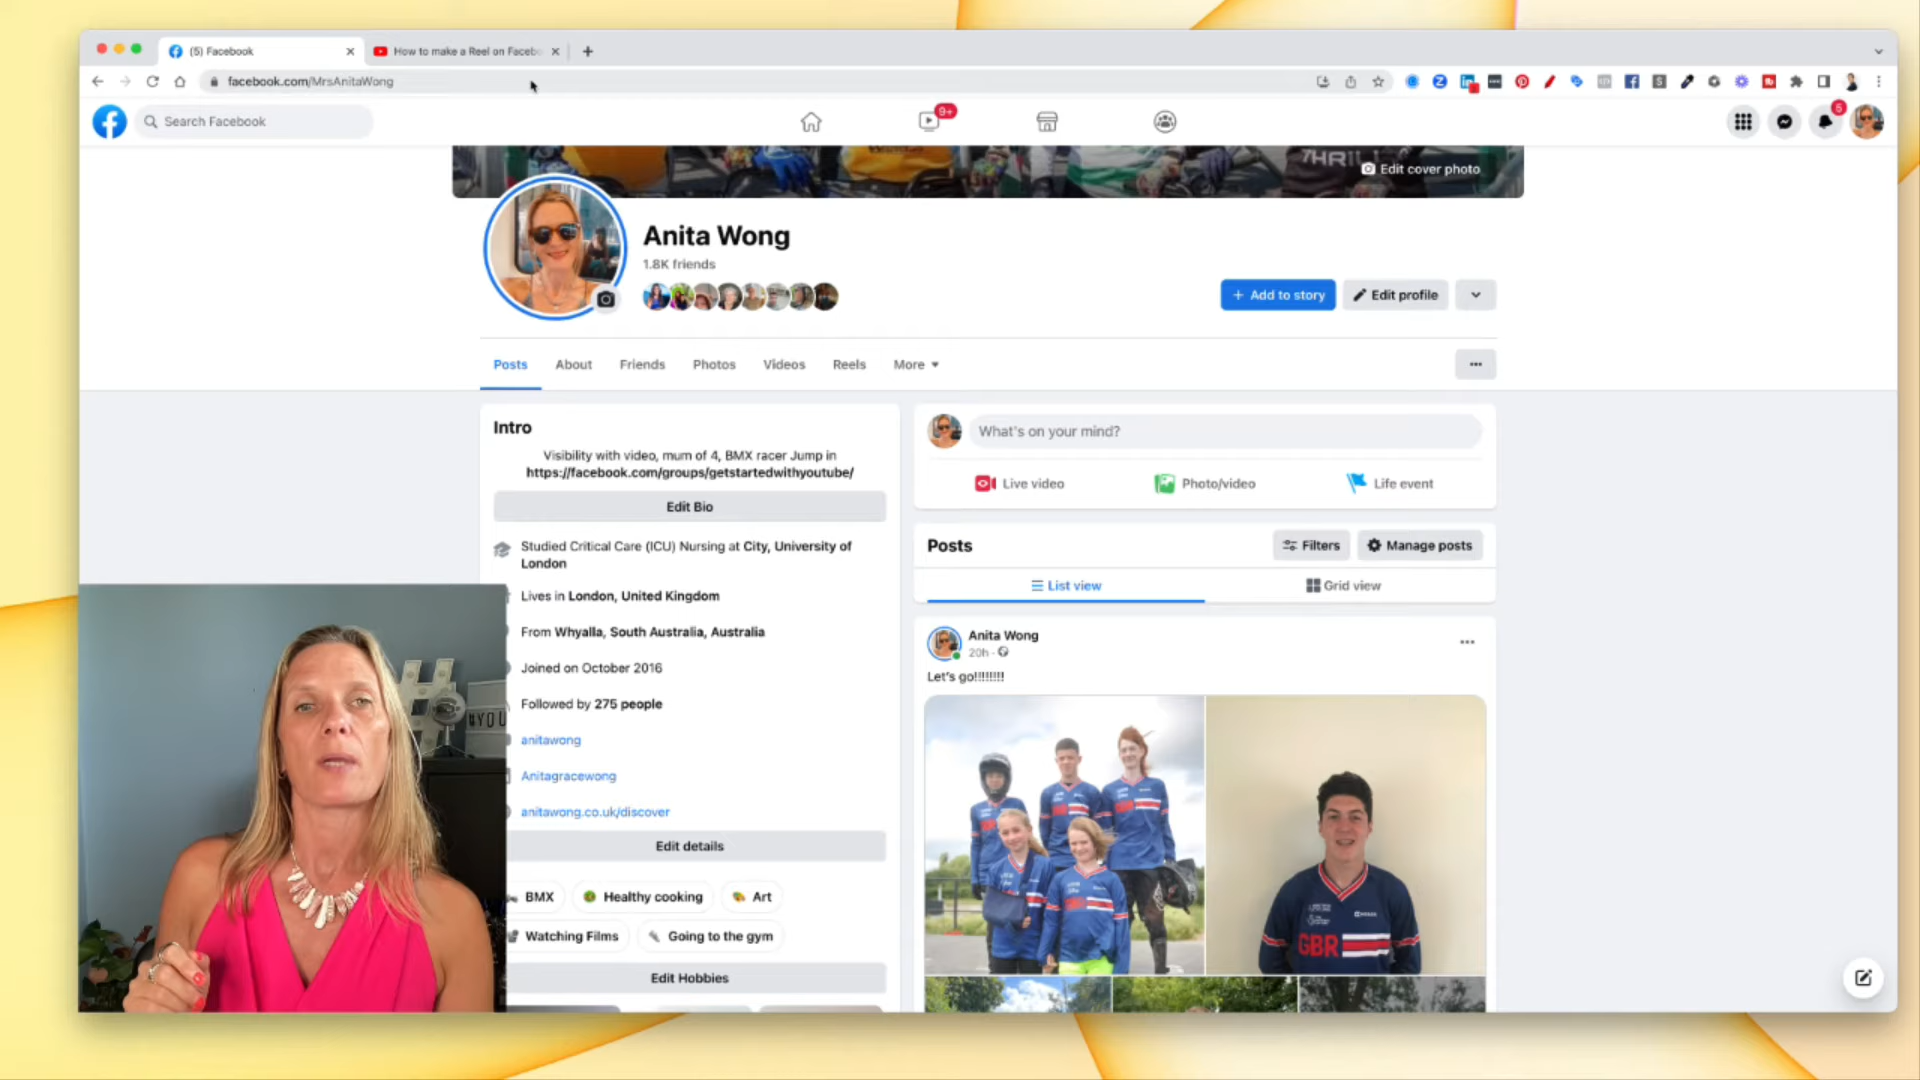 (5) Facebook
How to make a Reel on Facebo
facebook.com/MrsAnitaWong
Search Facebook
9+
5
7HRILL
Edit cover photo
Anita Wong
1.8K friends
+ Add to story
Edit profile
Posts
About
Friends
Photos
Videos
Reels
More
Intro
Visibility with video, mum of 4, BMX racer Jump in
https://facebook.com/groups/getstartedwithyoutube/
Edit Bio
Studied Critical Care (ICU) Nursing at City, University of
London
Lives in London, United Kingdom
From Whyalla, South Australia, Australia
Joined on October 2016
Followed by 275 people
anitawong
Anitagracewong
anitawong.co.uk/discover
Edit details
BMX
Healthy cooking
Art
Watching Films
Going to the gym
Edit Hobbies
#YOU
What's on your mind?
Live video
Photo/video
Life event
Posts
Filters
Manage posts
List view
Grid view
Anita Wong
20h
Let's go!!!!!!!!
GBR